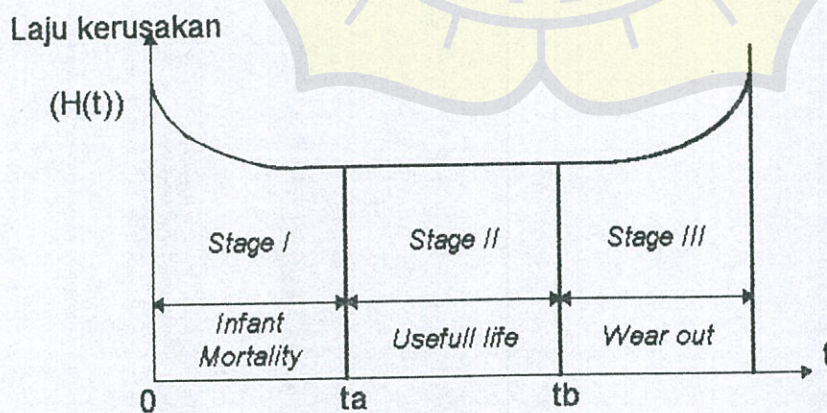 Laju kerusakan
(H(t))
Stage I
Stage II
Stage III
Infant
Mortality
Usefull life
Wear out
t
0
ta
tb